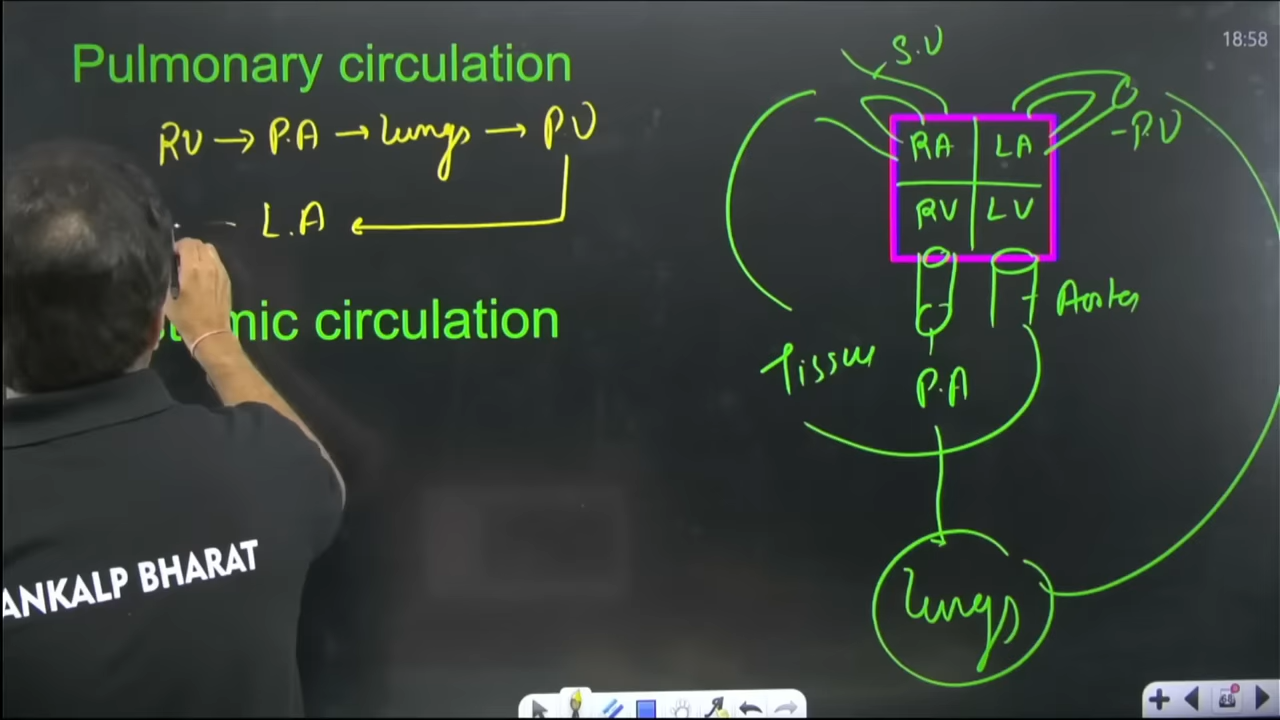 18:58
Pulmonary circulation
RV → P.A → lungs → P.V
L.A ←
mic circulation
S.V
RA LA
-P.V
RV LV
Aorta
Tissue
P.A
lungs
ANKALP BHARAT